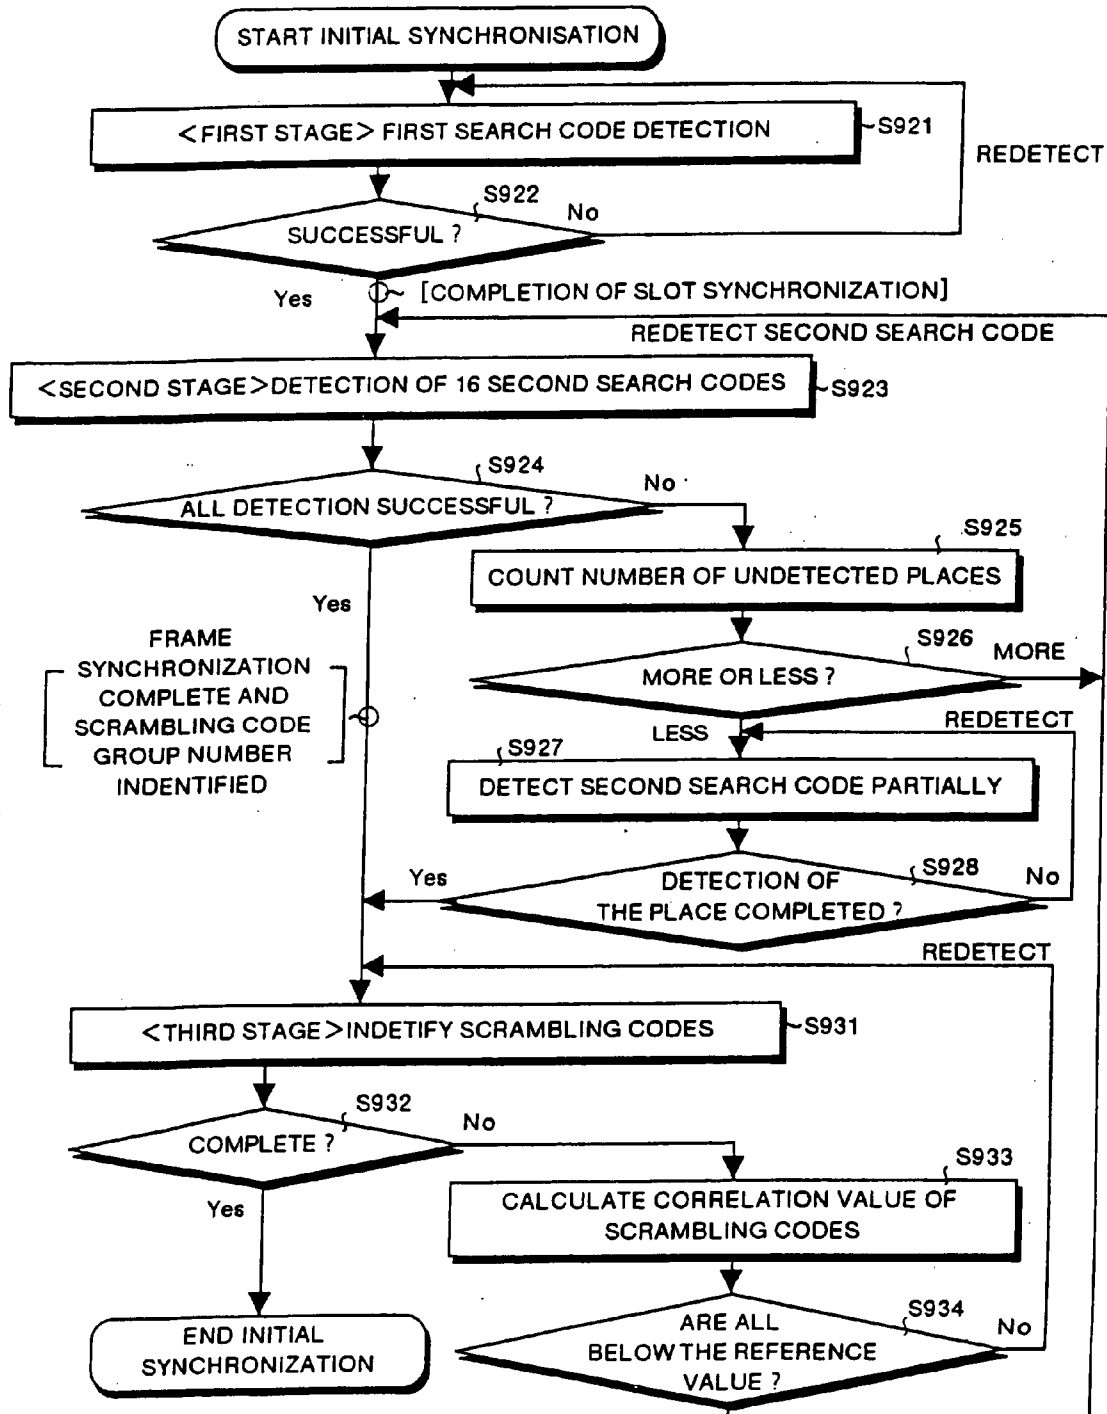 START INITIAL SYNCHRONISATION
<FIRST STAGE> FIRST SEARCH CODE DETECTION
S921
REDETECT
S922
No
SUCCESSFUL ?
Yes
[COMPLETION OF SLOT SYNCHRONIZATION]
REDETECT SECOND SEARCH CODE
<SECOND STAGE>DETECTION OF 16 SECOND SEARCH CODES
S923
S924
No
ALL DETECTION SUCCESSFUL ?
S925
COUNT NUMBER OF UNDETECTED PLACES
Yes
FRAME
SYNCHRONIZATION
COMPLETE AND
SCRAMBLING CODE
GROUP NUMBER
INDENTIFIED
S926
MORE
MORE OR LESS ?
LESS
REDETECT
S927
DETECT SECOND SEARCH CODE PARTIALLY
S928
Yes
No
DETECTION OF
THE PLACE COMPLETED ?
REDETECT
<THIRD STAGE>INDETIFY SCRAMBLING CODES
S931
S932
No
COMPLETE ?
Yes
S933
CALCULATE CORRELATION VALUE OF
SCRAMBLING CODES
S934
No
ARE ALL
BELOW THE REFERENCE
VALUE ?
END INITIAL
SYNCHRONIZATION